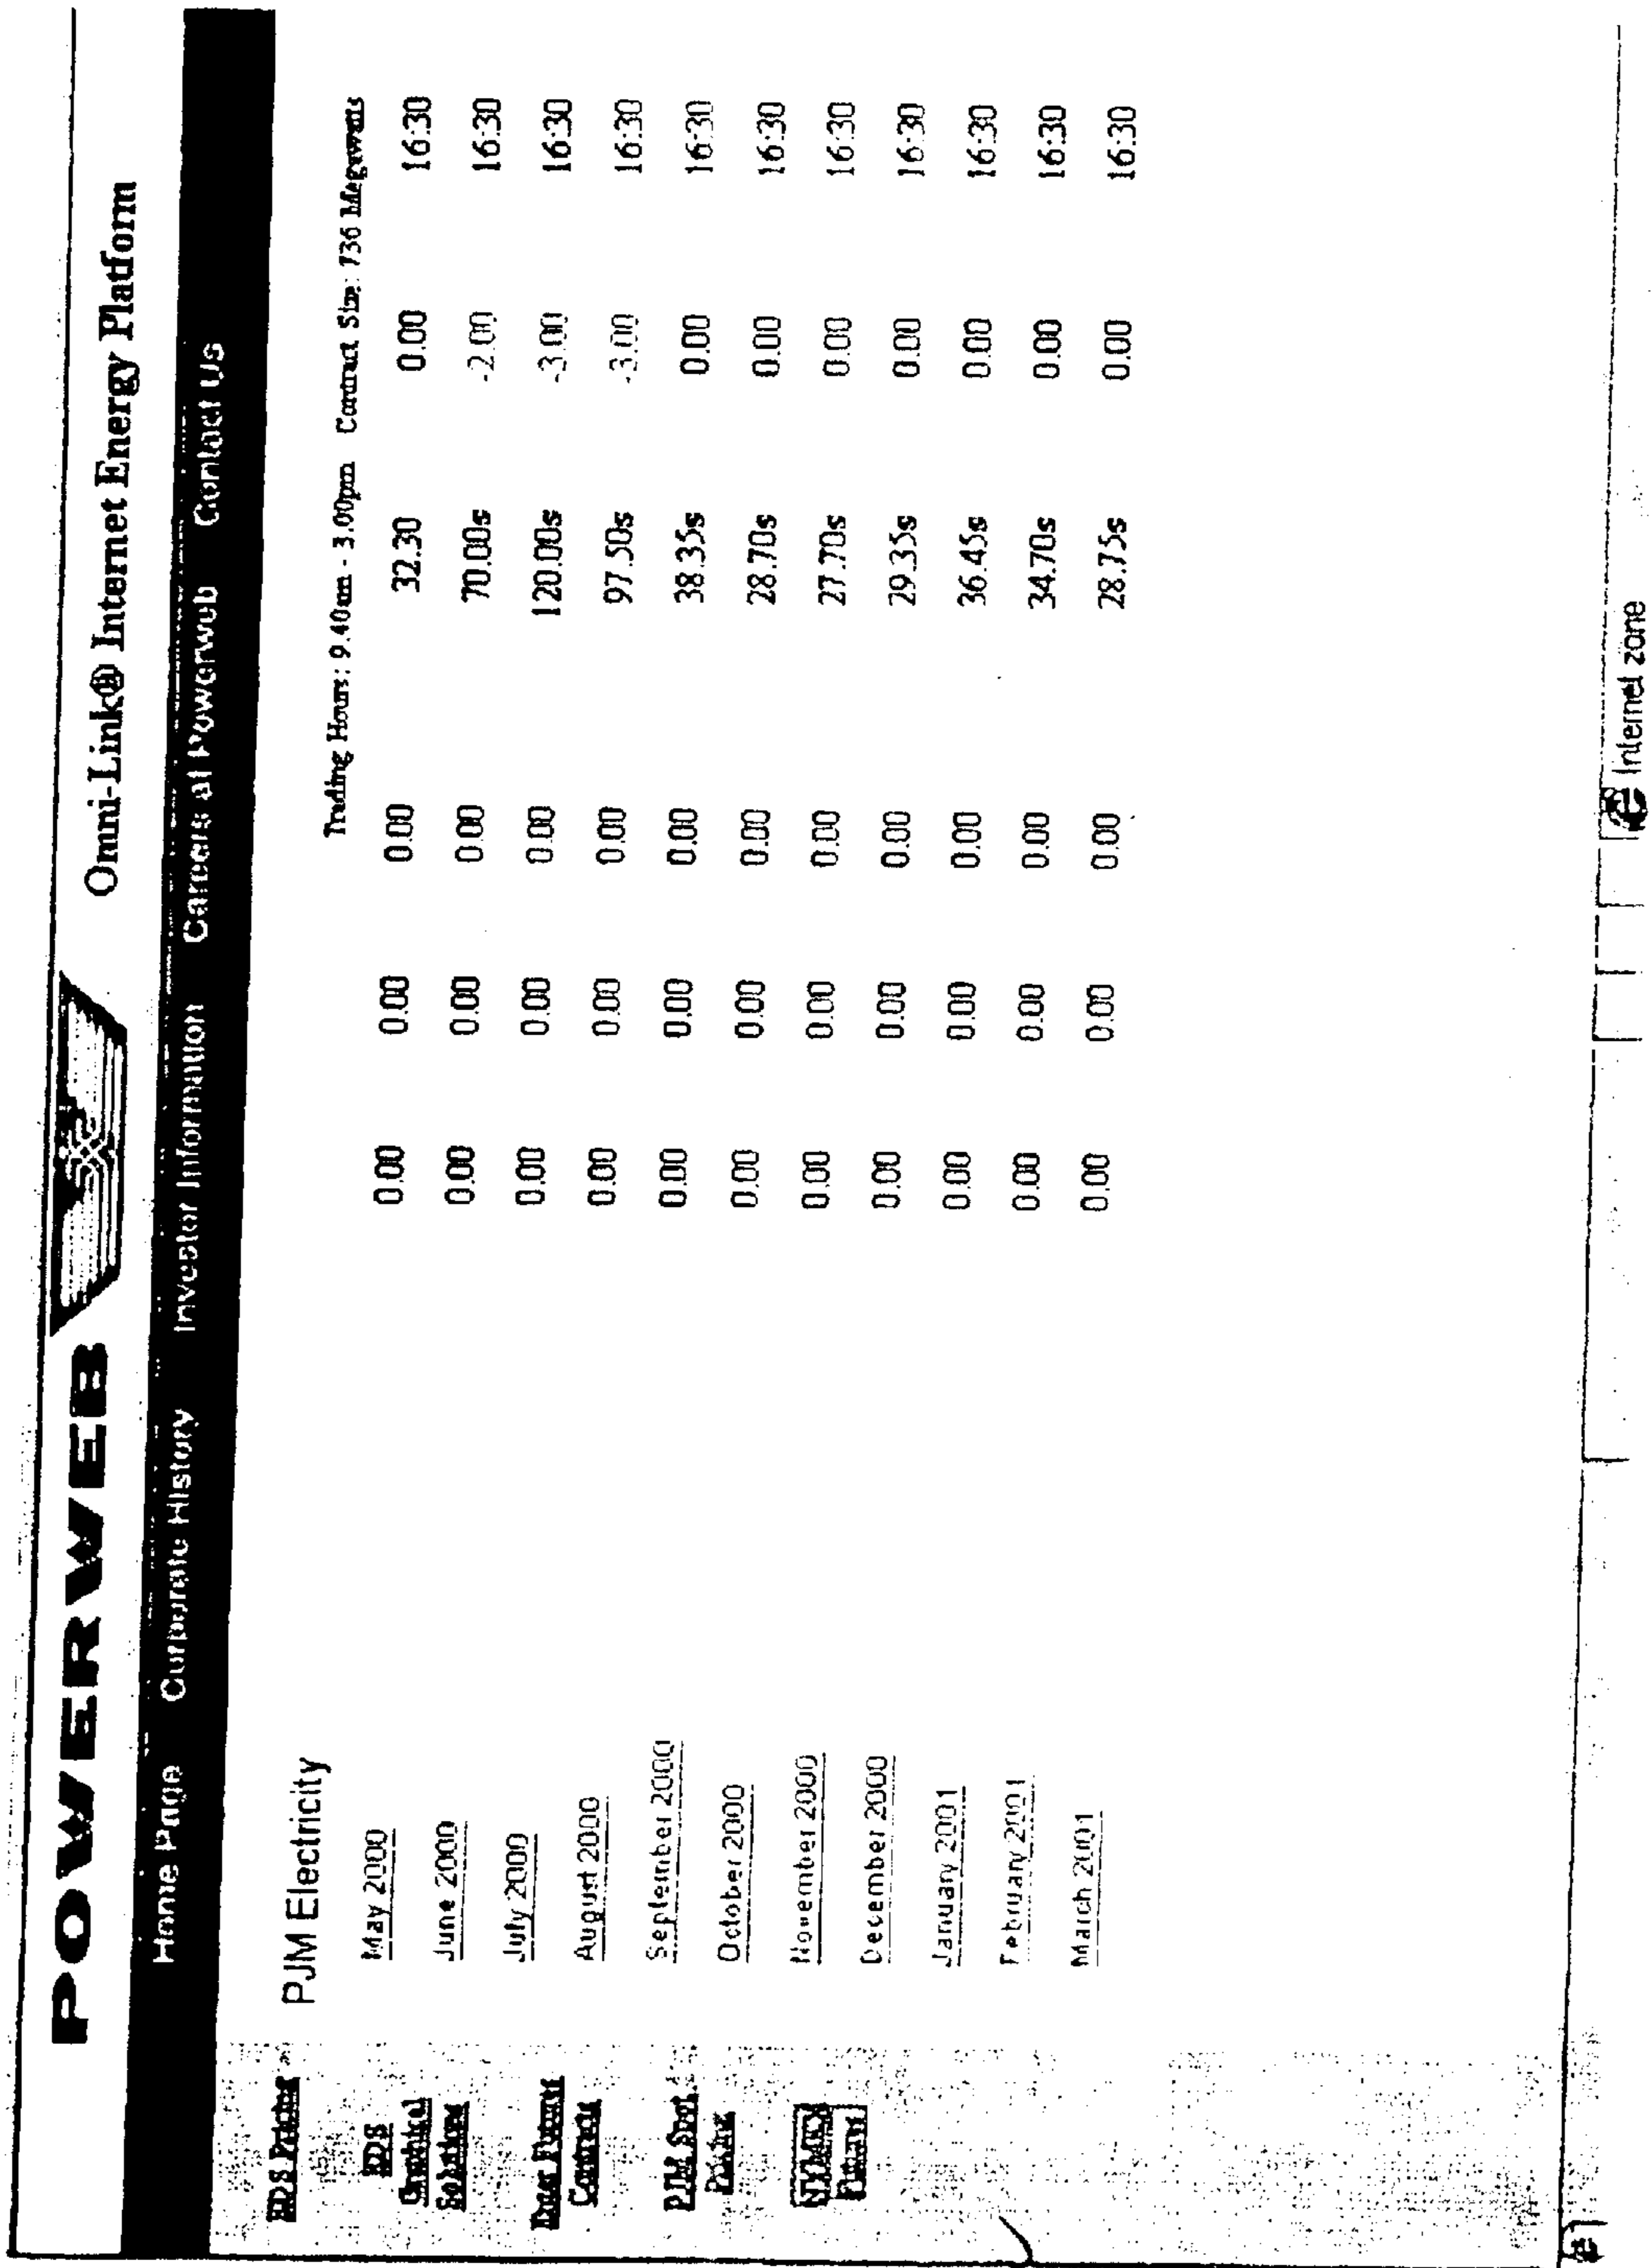 POWERWEB Omni-Link® Internet Energy Platform
Home Page Corporate History Investor Information Careers at Powerweb Contact Us
PJM Electricity
Trading Hours: 9.40am - 3.00pm Contract Size: 736 Megawatts
May 2000 0.00 0.00 0.00 32.30 0.00 16:30
June 2000 0.00 0.00 0.00 70.00s -2.00 16:30
July 2000 0.00 0.00 0.00 120.00s -3.00 16:30
August 2000 0.00 0.00 0.00 97.50s -3.00 16:30
September 2000 0.00 0.00 0.00 38.35s 0.00 16:30
October 2000 0.00 0.00 0.00 28.70s 0.00 16:30
November 2000 0.00 0.00 0.00 27.70s 0.00 16:30
December 2000 0.00 0.00 0.00 29.35s 0.00 16:30
January 2001 0.00 0.00 0.00 36.45s 0.00 16:30
February 2001 0.00 0.00 0.00 34.70s 0.00 16:30
March 2001 0.00 0.00 0.00 28.75s 0.00 16:30
Graphical
Solutions
Contracts
PJM Spot
Pricing
NYMEX
Futures
Internet zone